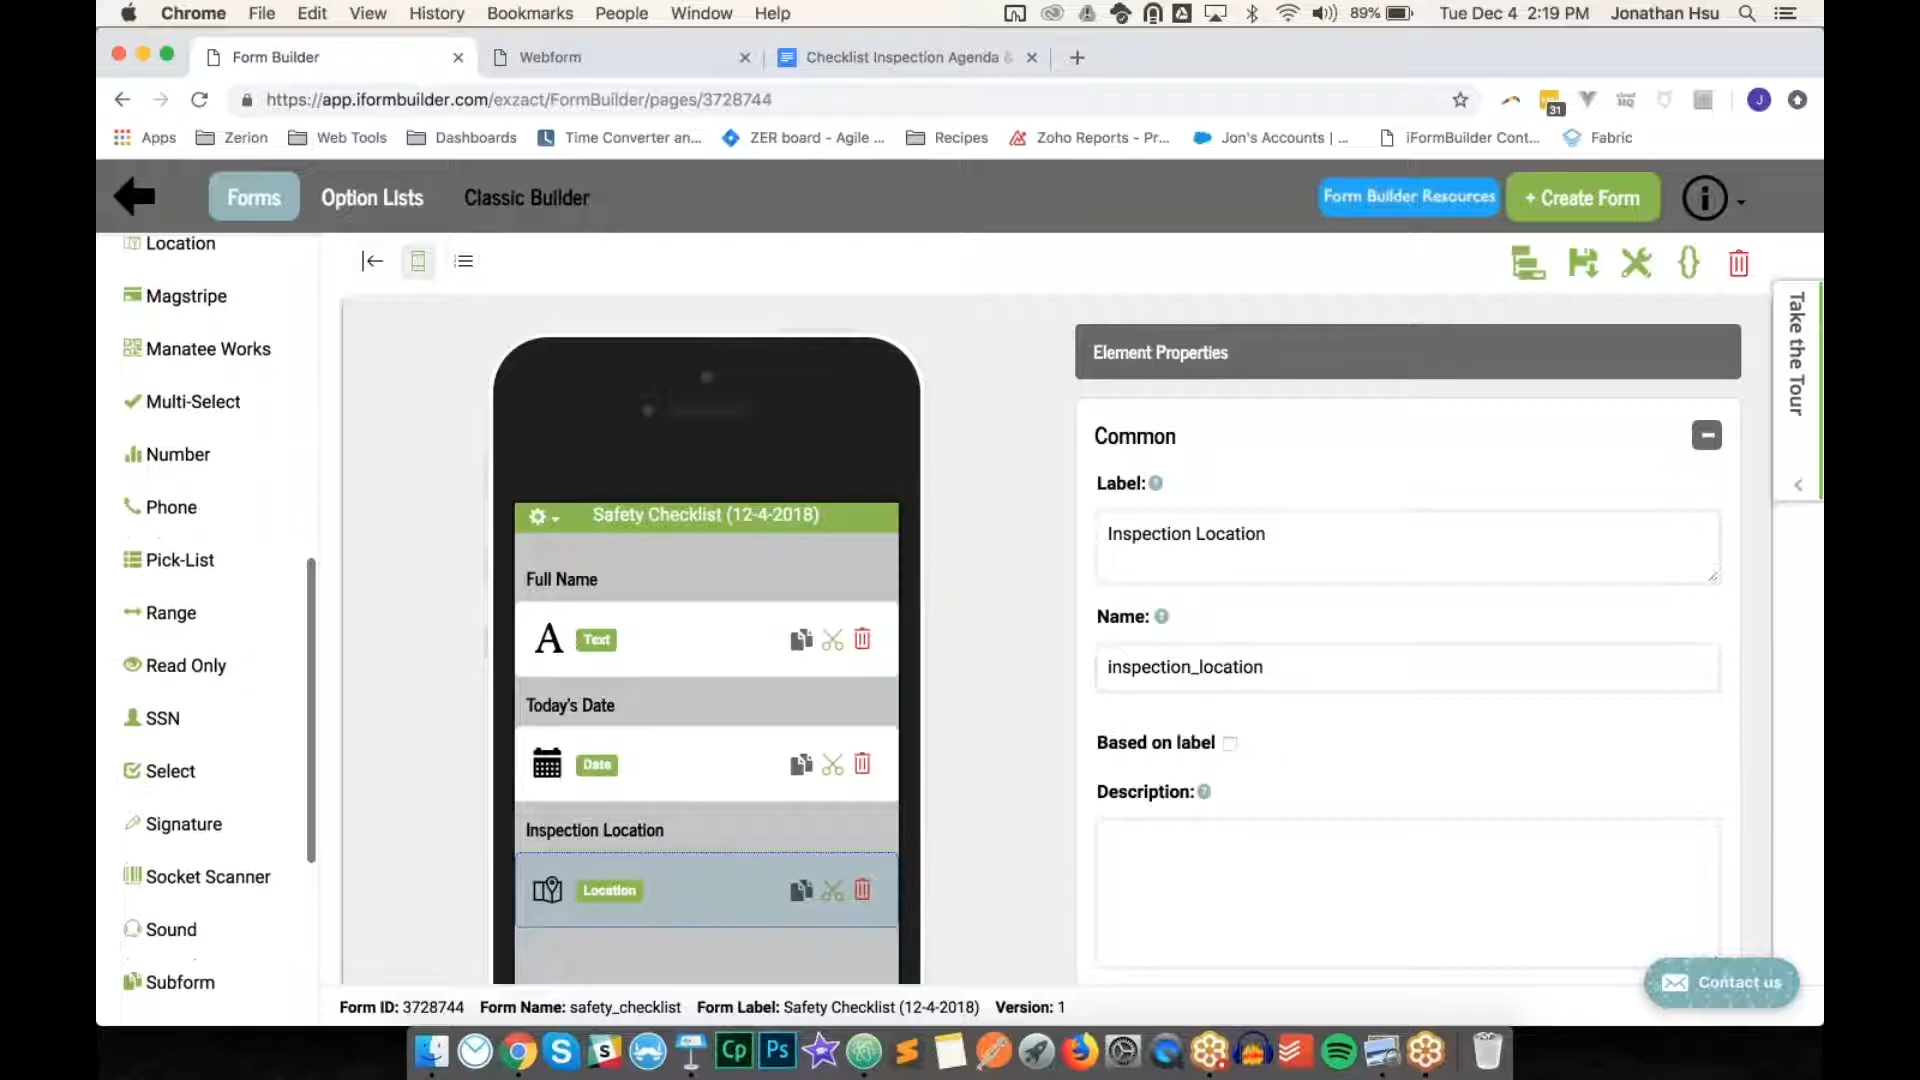 Chrome File Edit View History Bookmarks People Window Help 89% Tue Dec 4 2:19 PM Jonathan Hsu
Form Builder Webform Checklist Inspection Agenda &
https://app.iformbuilder.com/exzact/FormBuilder/pages/3728744 31 J
Apps Zerion Web Tools Dashboards Time Converter an... ZER board - Agile ... Recipes Zoho Reports - Pr... Jon's Accounts | ... iFormBuilder Cont... Fabric
Forms Option Lists Classic Builder Form Builder Resources + Create Form
Location
Magstripe
Manatee Works
Multi-Select
Number
Phone
Pick-List
Range
Read Only
SSN
Select
Signature
Socket Scanner
Sound
Subform
Safety Checklist (12-4-2018)
Full Name
A Text
Today's Date
Date
Inspection Location
Location
Element Properties
Common
Label:
Inspection Location
Name:
inspection_location
Based on label
Description:
Take the Tour
Contact us
Form ID: 3728744 Form Name: safety_checklist Form Label: Safety Checklist (12-4-2018) Version: 1
S S Cp Ps